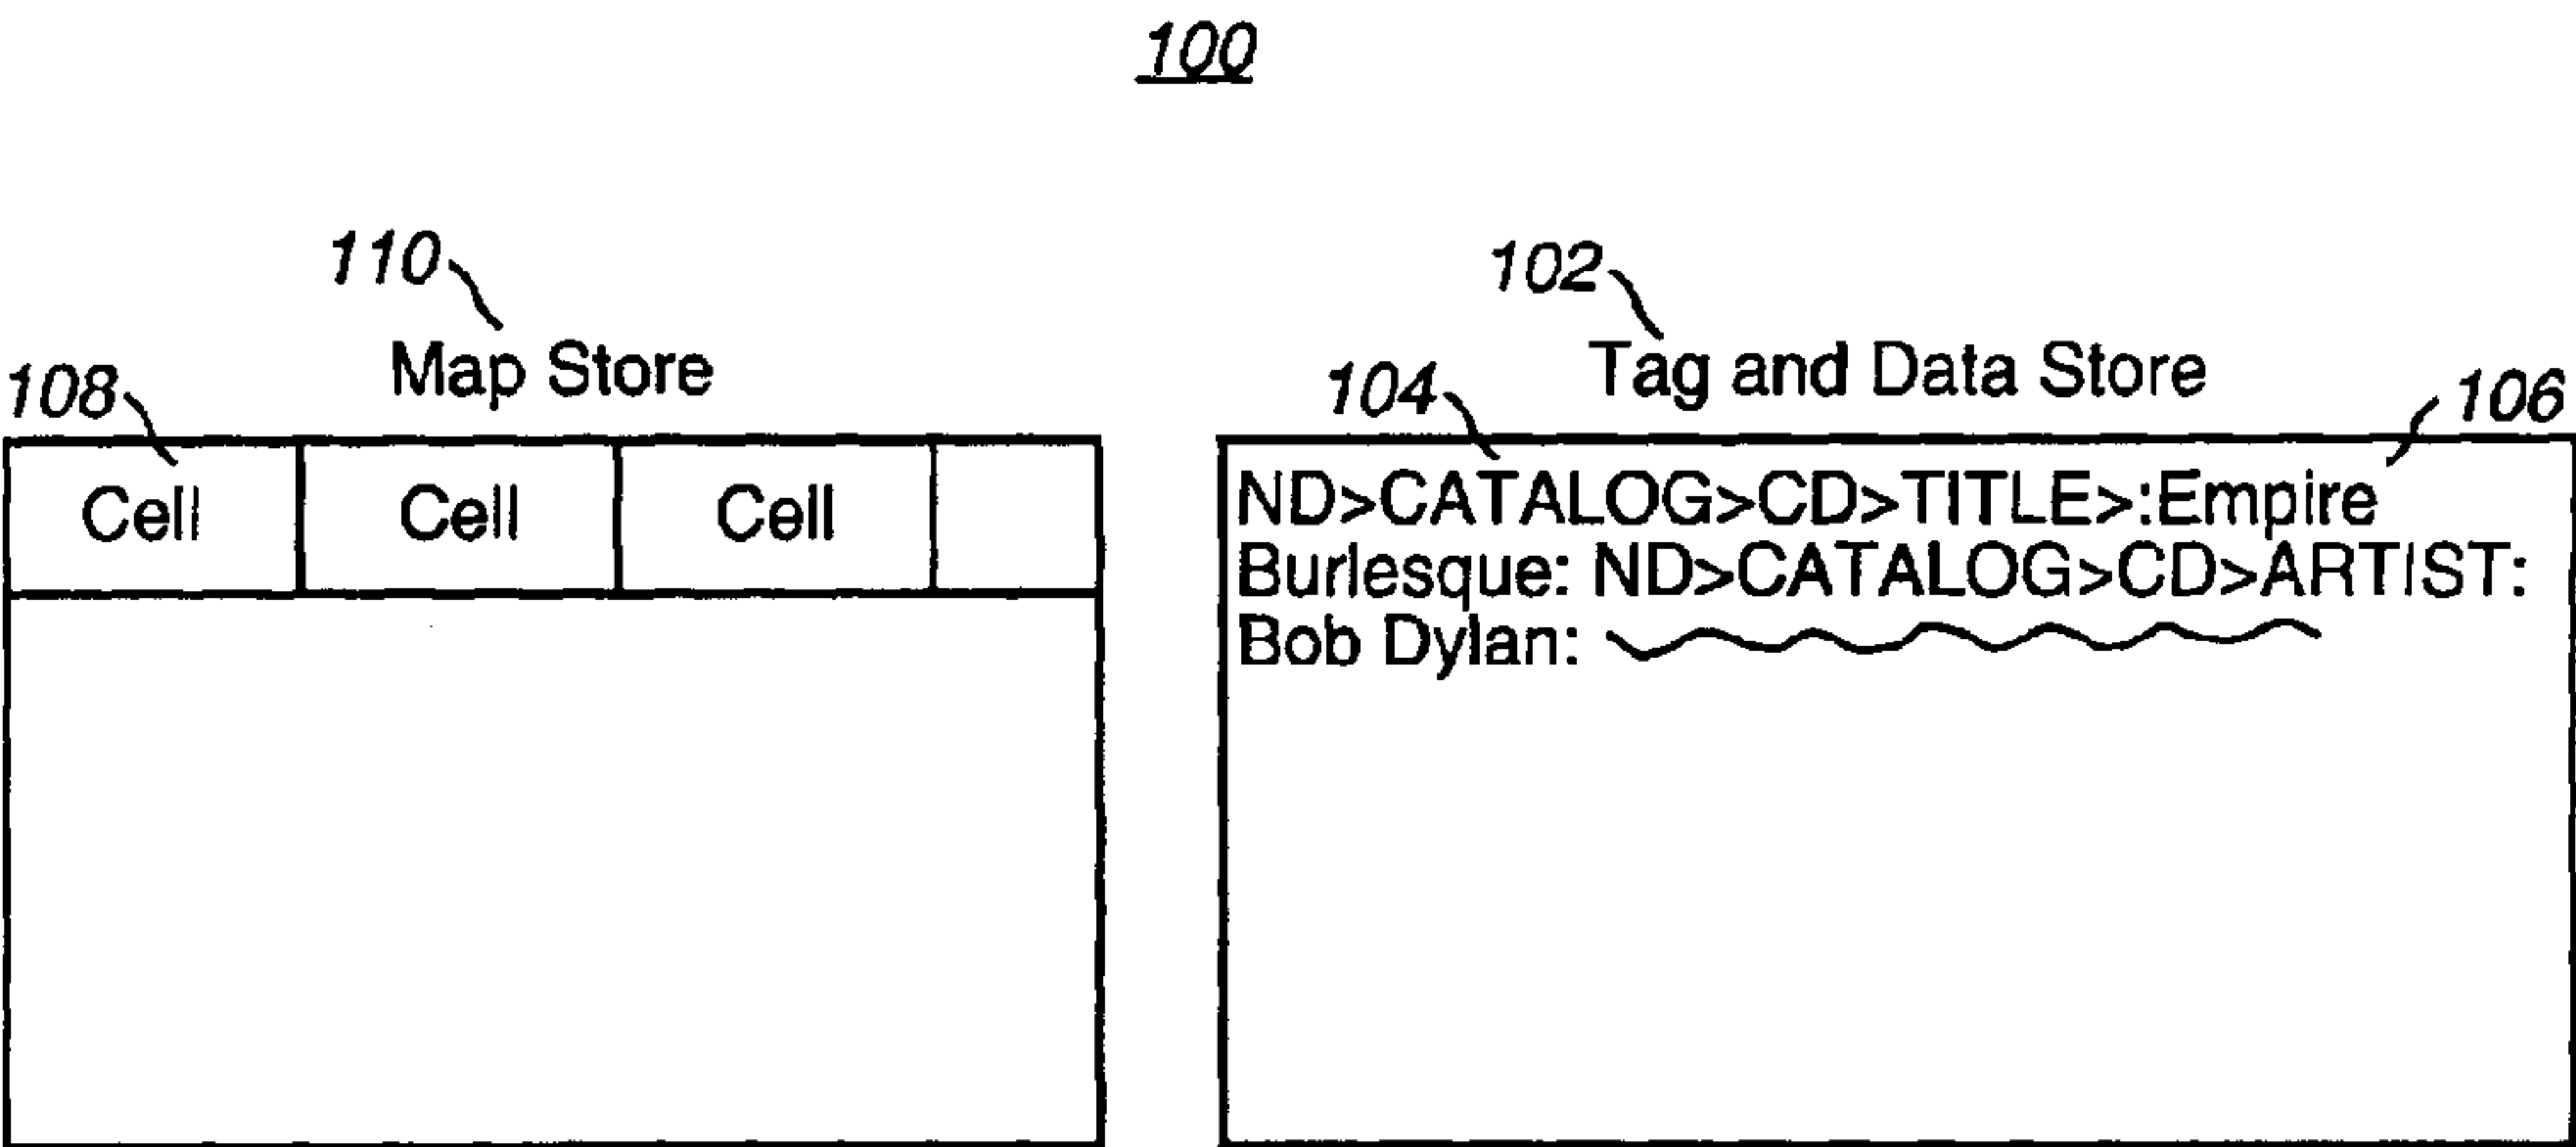 100
110
102
Map Store
Tag and Data Store
108
104
106
Cell Cell Cell
ND>CATALOG>CD>TITLE>:Empire
Burlesque: ND>CATALOG>CD>ARTIST:
Bob Dylan: